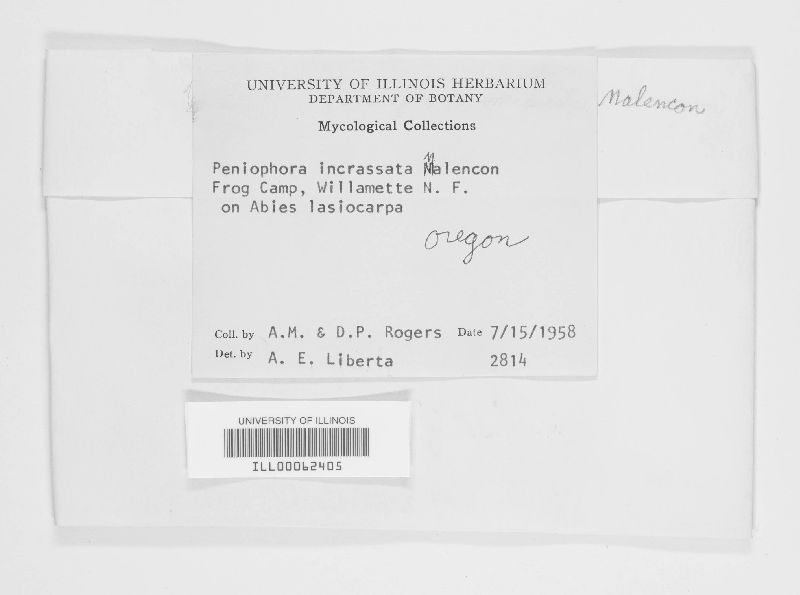 UNIVERSITY OF ILLINOIS HERBARIUM
DEPARTMENT OF BOTANY
Mycological Collections
Malencon
Peniophora incrassata Malencon
Frog Camp, Willamette N. F.
on Abies lasiocarpa
Oregon
Coll. by A.M. & D.P. Rogers Date 7/15/1958
Det. by A. E. Liberta 2814
UNIVERSITY OF ILLINOIS
ILL00062405